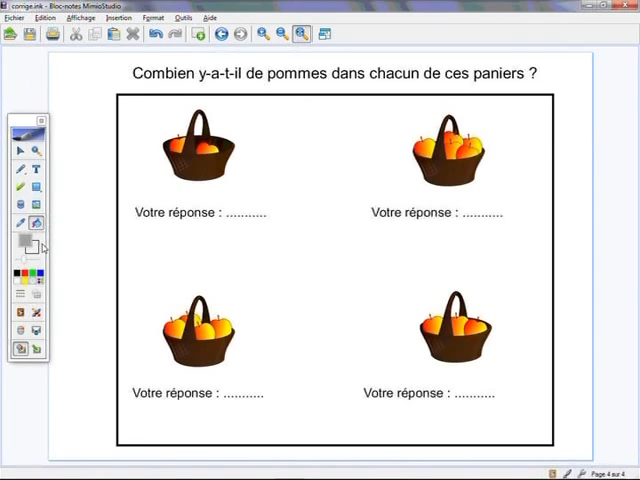 corrige.ink - Bloc-notes MimioStudio
Fichier Edition Affichage Insertion Format Outils Aide
Combien y-a-t-il de pommes dans chacun de ces paniers ?
Votre réponse : ........... Votre réponse : ...........
Votre réponse : ........... Votre réponse : ...........
Page 4 sur 4